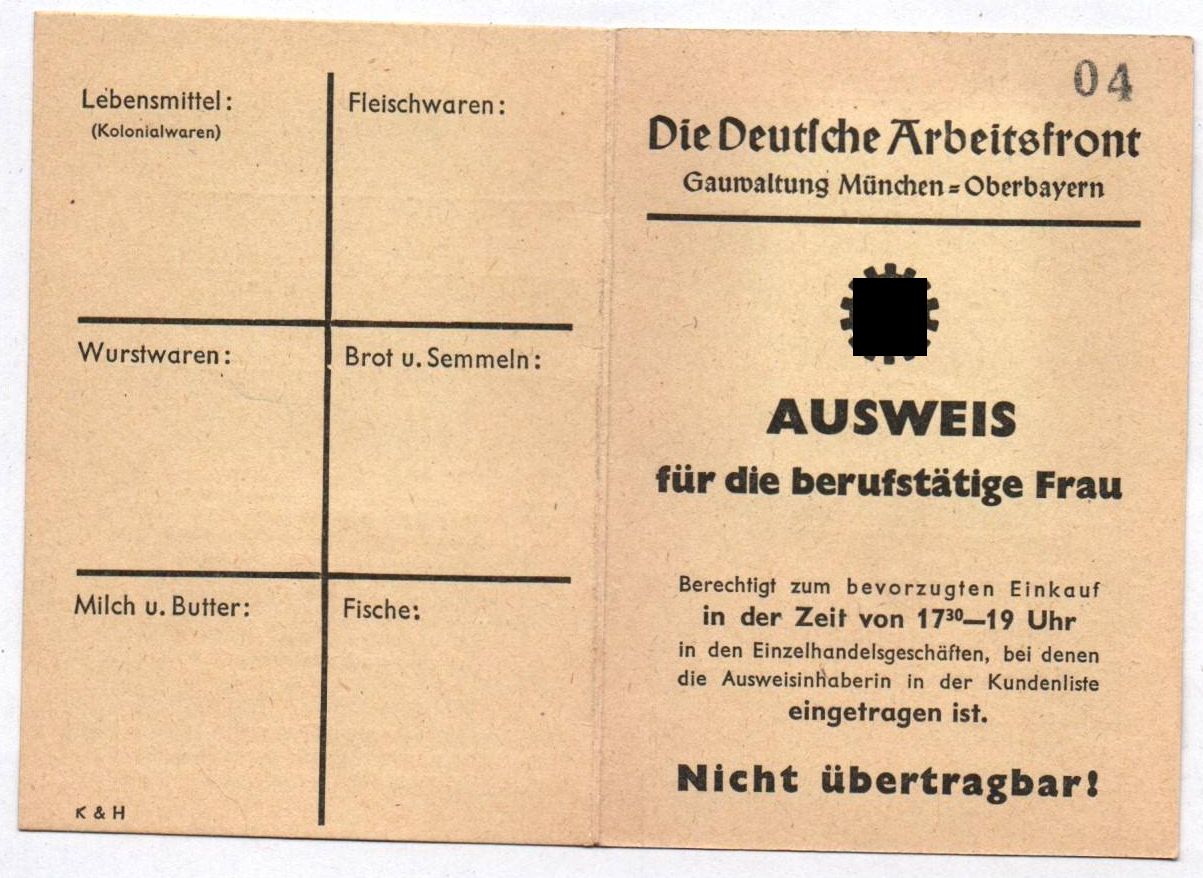 Lebensmittel:
(Kolonialwaren)
Fleischwaren:
Wurstwaren:
Brot u. Semmeln:
Milch u. Butter:
Fische:
K & H
04
Die Deutſche Arbeitsfront
Gauwaltung München=Oberbayern
AUSWEIS
für die berufstätige Frau
Berechtigt zum bevorzugten Einkauf
in der Zeit von 17³⁰—19 Uhr
in den Einzelhandelsgeschäften, bei denen
die Ausweisinhaberin in der Kundenliste
eingetragen ist.
Nicht übertragbar!